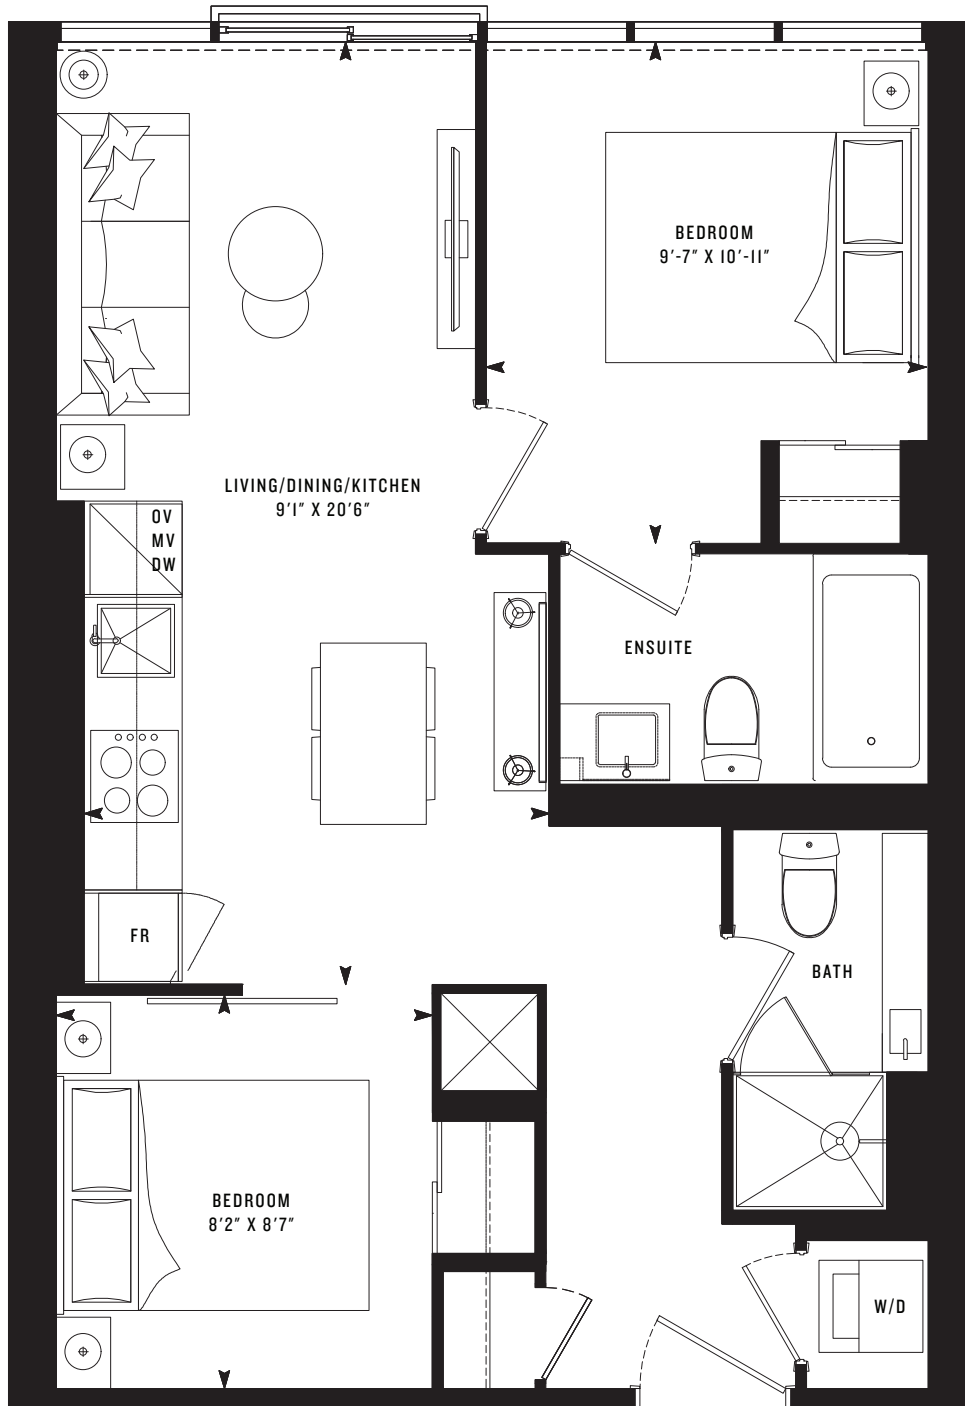 BEDROOM
9'-7" X 10'-11"
LIVING/DINING/KITCHEN
9'1" X 20'6"
OV
MV
DW
ENSUITE
FR
BATH
BEDROOM
8'2" X 8'7"
W/D